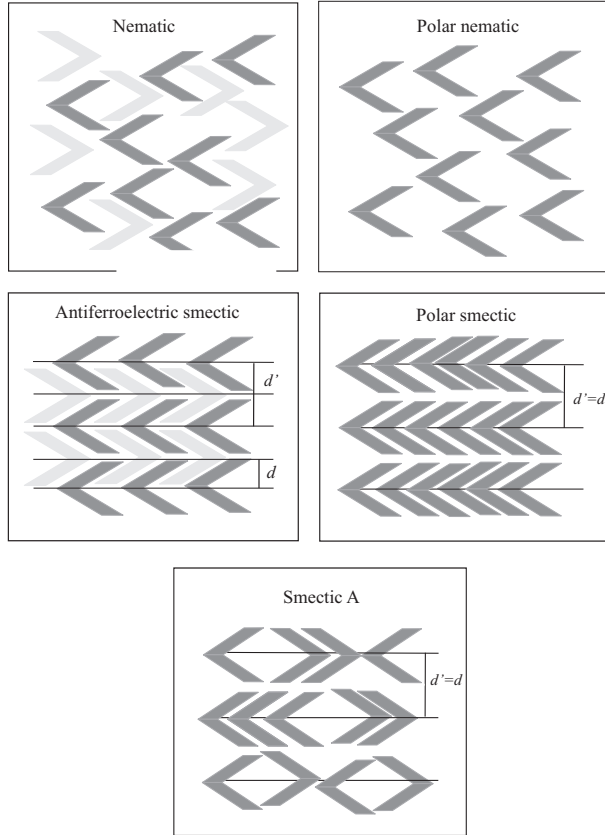 Nematic
Polar nematic
Antiferroelectric smectic
d'
d
Polar smectic
d'=d
Smectic A
d'=d